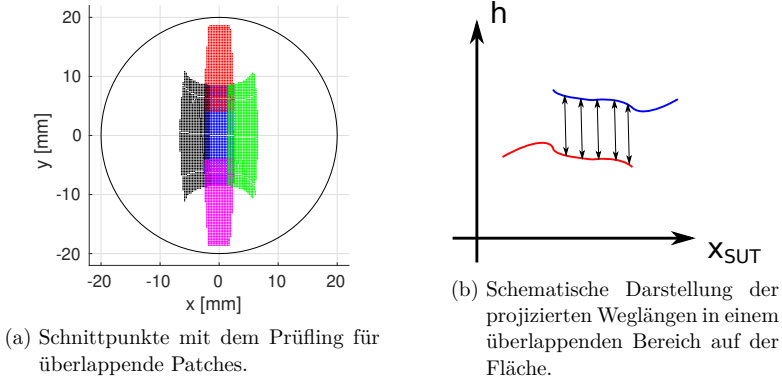 20
10
0
-10
-20
y [mm]
-20 -10 0 10 20
x [mm]
(a) Schnittpunkte mit dem Prüfling für
überlappende Patches.
h
xSUT
(b) Schematische Darstellung der
projizierten Weglängen in einem
überlappenden Bereich auf der
Fläche.